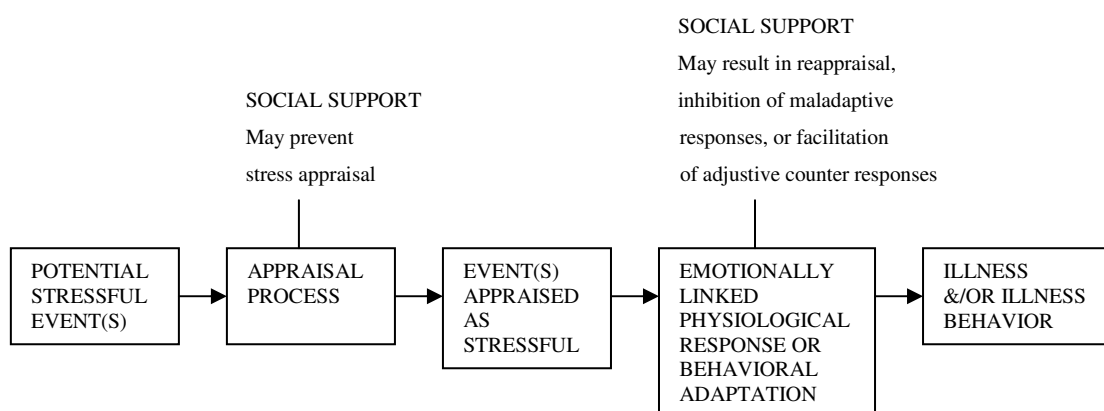 SOCIAL SUPPORT
May result in reappraisal,
inhibition of maladaptive
responses, or facilitation
of adjustive counter responses
SOCIAL SUPPORT
May prevent
stress appraisal
POTENTIAL
STRESSFUL
EVENT(S)
APPRAISAL
PROCESS
EVENT(S)
APPRAISED
AS
STRESSFUL
EMOTIONALLY
LINKED
PHYSIOLOGICAL
RESPONSE OR
BEHAVIORAL
ADAPTATION
ILLNESS
&/OR ILLNESS
BEHAVIOR